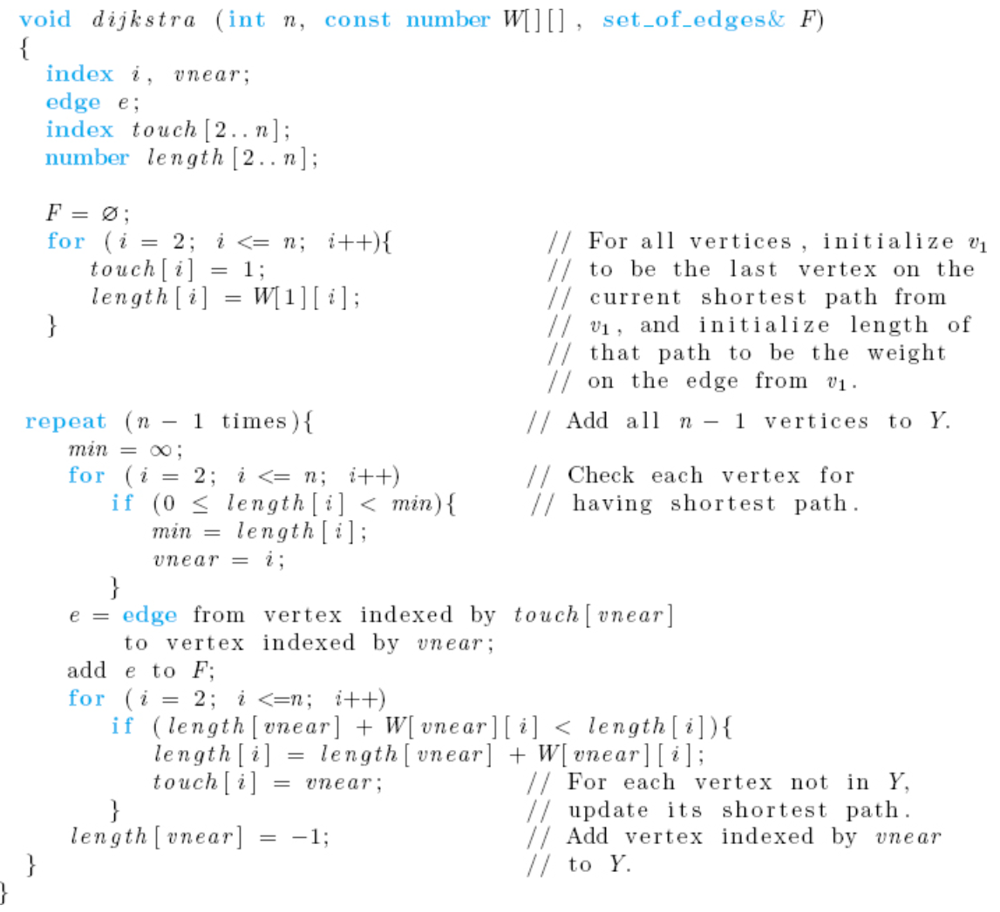 void dijkstra (int n, const number W[][], set_of_edges& F)
{
index i, vnear;
edge e;
index touch[2..n];
number length[2..n];
F = ∅;
for (i = 2; i <= n; i++){ // For all vertices, initialize v₁
touch[i] = 1; // to be the last vertex on the
length[i] = W[1][i]; // current shortest path from
} // v₁, and initialize length of
// that path to be the weight
// on the edge from v₁.
repeat (n − 1 times){ // Add all n − 1 vertices to Y.
min = ∞;
for (i = 2; i <= n; i++) // Check each vertex for
if (0 ≤ length[i] < min){ // having shortest path.
min = length[i];
vnear = i;
}
e = edge from vertex indexed by touch[vnear]
to vertex indexed by vnear;
add e to F;
for (i = 2; i <=n; i++)
if (length[vnear] + W[vnear][i] < length[i]){
length[i] = length[vnear] + W[vnear][i];
touch[i] = vnear; // For each vertex not in Y,
} // update its shortest path.
length[vnear] = −1; // Add vertex indexed by vnear
} // to Y.
}